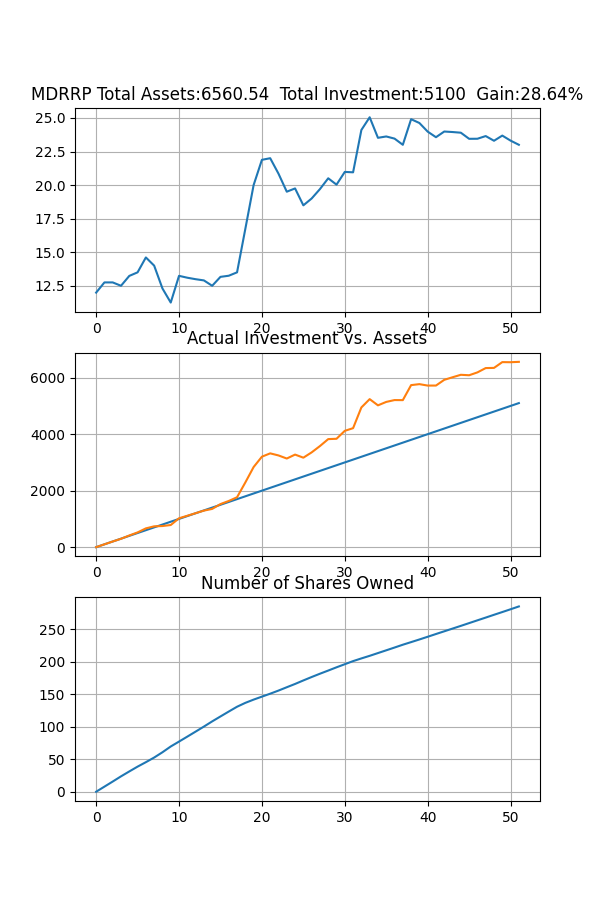 MDRRP Total Assets:6560.54  Total Investment:5100  Gain:28.64%
25.0
22.5
20.0
17.5
15.0
12.5
0 10 20 30 40 50
Actual Investment vs. Assets
6000
4000
2000
0
0 10 20 30 40 50
Number of Shares Owned
250
200
150
100
50
0
0 10 20 30 40 50